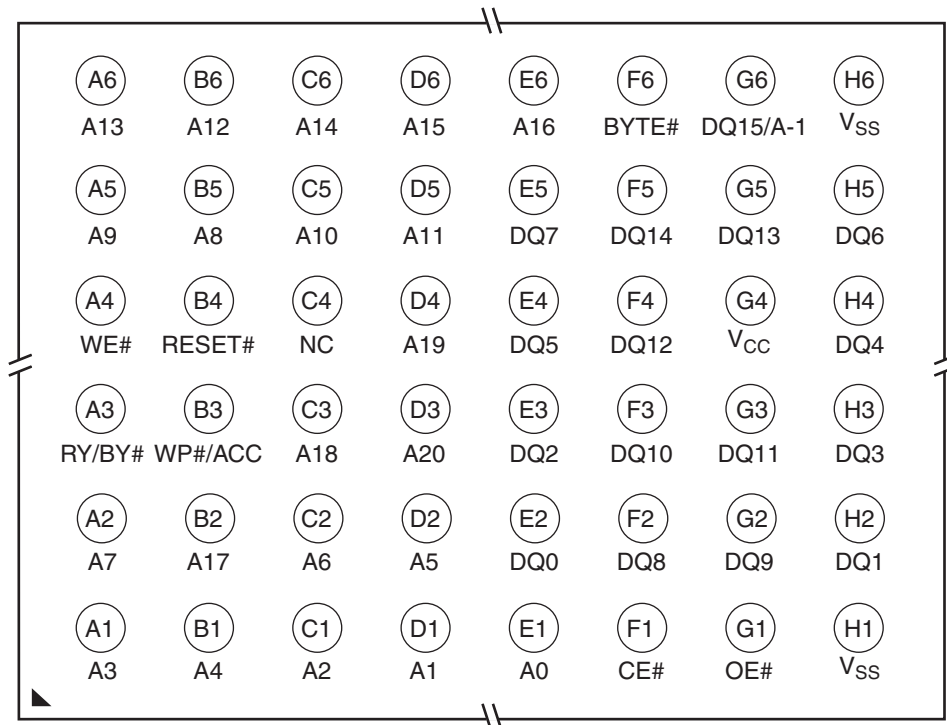 A6 B6 C6 D6 E6 F6 G6 H6
A13 A12 A14 A15 A16 BYTE# DQ15/A-1 VSS
A5 B5 C5 D5 E5 F5 G5 H5
A9 A8 A10 A11 DQ7 DQ14 DQ13 DQ6
A4 B4 C4 D4 E4 F4 G4 H4
WE# RESET# NC A19 DQ5 DQ12 VCC DQ4
A3 B3 C3 D3 E3 F3 G3 H3
RY/BY# WP#/ACC A18 A20 DQ2 DQ10 DQ11 DQ3
A2 B2 C2 D2 E2 F2 G2 H2
A7 A17 A6 A5 DQ0 DQ8 DQ9 DQ1
A1 B1 C1 D1 E1 F1 G1 H1
A3 A4 A2 A1 A0 CE# OE# VSS